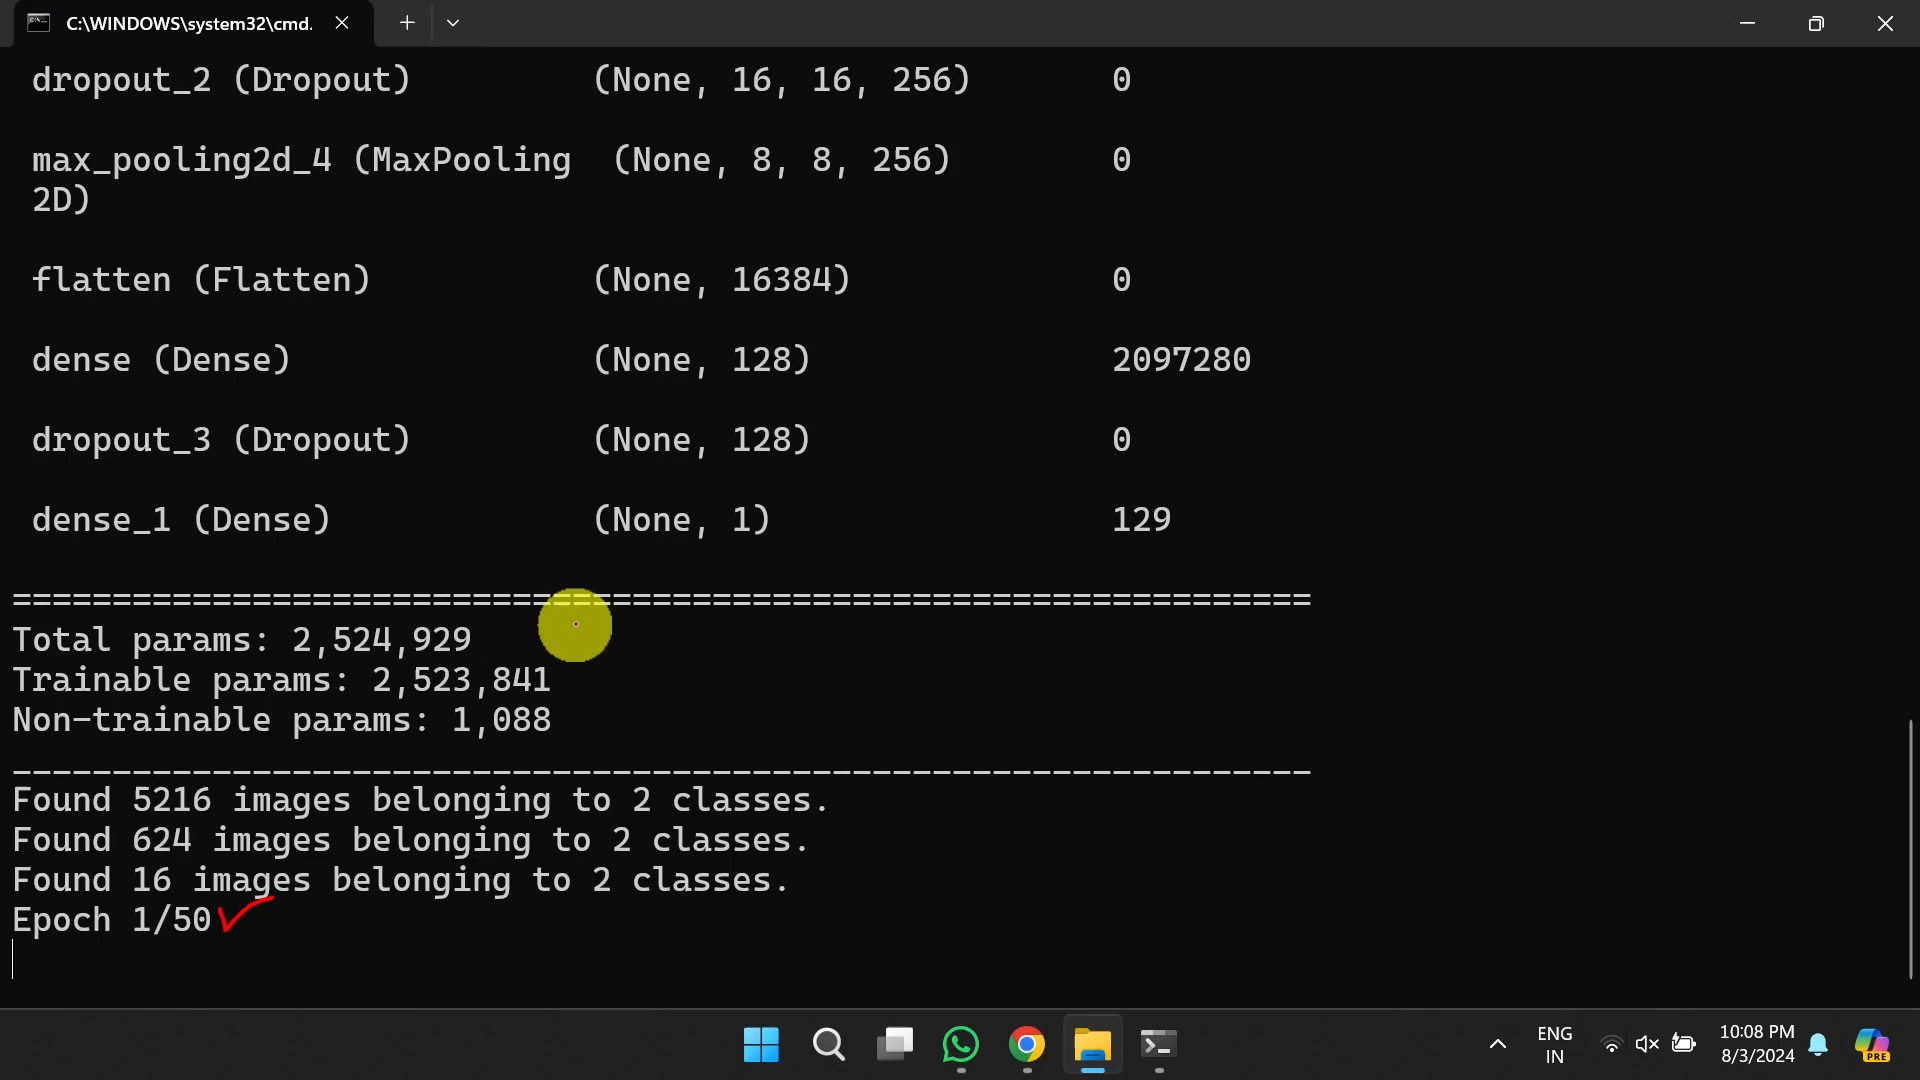 C:\WINDOWS\system32\cmd.
dropout_2 (Dropout) (None, 16, 16, 256) 0
max_pooling2d_4 (MaxPooling (None, 8, 8, 256) 0
2D)
flatten (Flatten) (None, 16384) 0
dense (Dense) (None, 128) 2097280
dropout_3 (Dropout) (None, 128) 0
dense_1 (Dense) (None, 1) 129
=================================================================
Total params: 2,524,929
Trainable params: 2,523,841
Non-trainable params: 1,088
_________________________________________________________________
Found 5216 images belonging to 2 classes.
Found 624 images belonging to 2 classes.
Found 16 images belonging to 2 classes.
Epoch 1/50
ENG
IN
10:08 PM
8/3/2024
PRE